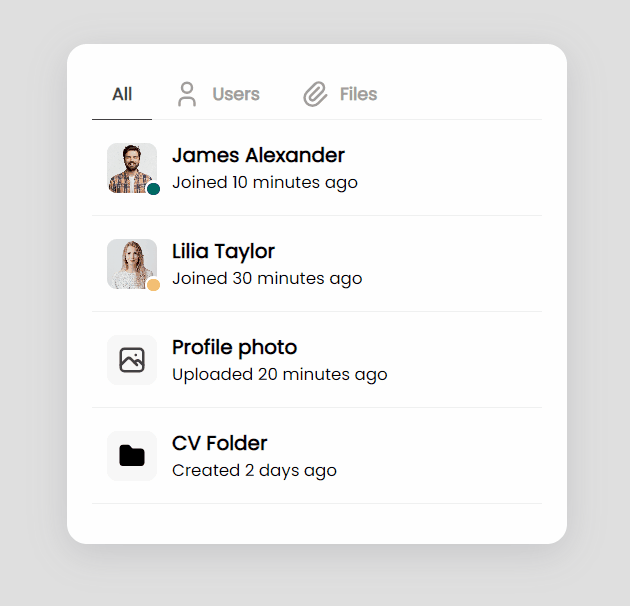 All Users Files
James Alexander
Joined 10 minutes ago
Lilia Taylor
Joined 30 minutes ago
Profile photo
Uploaded 20 minutes ago
CV Folder
Created 2 days ago